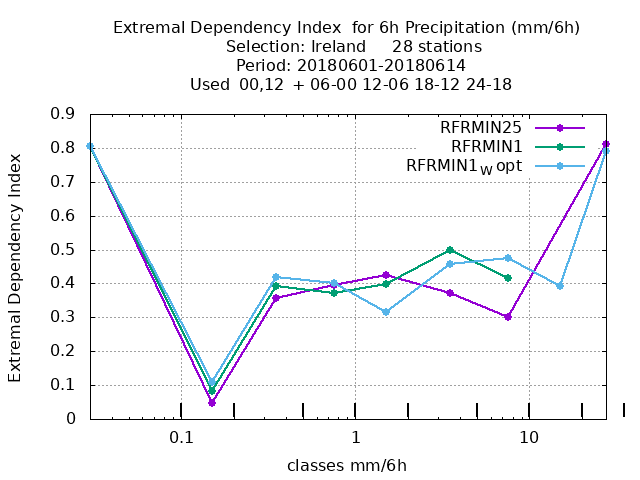 Extremal Dependency Index  for 6h Precipitation (mm/6h)
Selection: Ireland     28 stations
Period: 20180601-20180614
Used  00,12  + 06-00 12-06 18-12 24-18
RFRMIN25
RFRMIN1
RFRMIN1W opt
Extremal Dependency Index
0.9
0.8
0.7
0.6
0.5
0.4
0.3
0.2
0.1
0
0.1
1
10
classes mm/6h